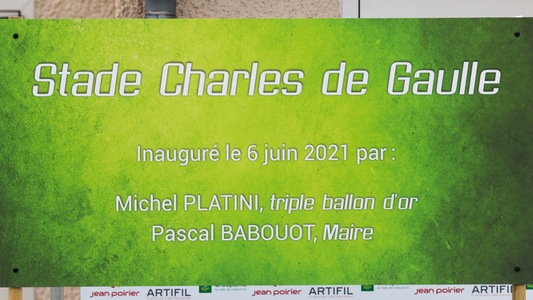 Stade Charles de Gaulle
Inauguré le 6 juin 2021 par :
Michel PLATINI, triple ballon d'or
Pascal BABOUOT, Maire
jean poirier ARTIFIL jean poirier ARTIFIL jean poirier ARTIFIL